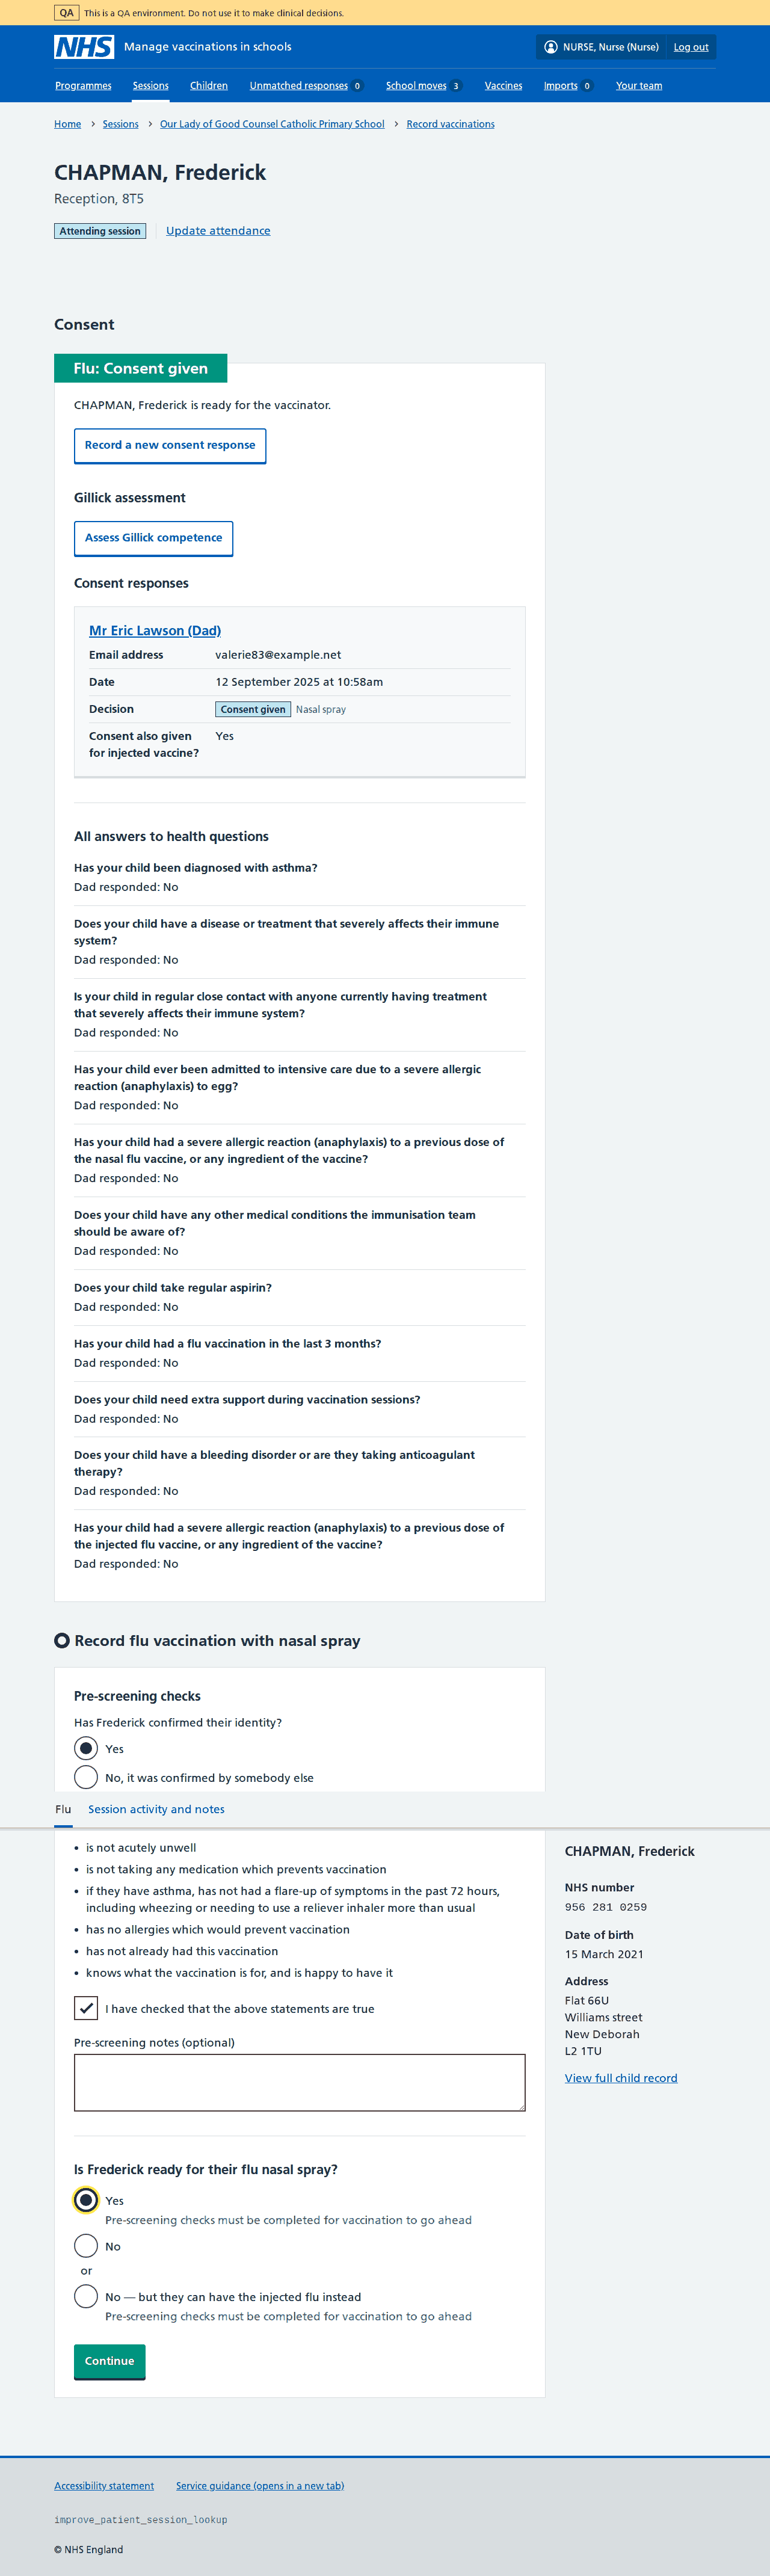 QA This is a QA environment. Do not use it to make clinical decisions.
NHS Manage vaccinations in schools NURSE, Nurse (Nurse) Log out
Programmes Sessions Children Unmatched responses 0 School moves 3 Vaccines Imports 0 Your team
Home Sessions Our Lady of Good Counsel Catholic Primary School Record vaccinations
CHAPMAN, Frederick
Reception, 8T5
Attending session Update attendance
Consent
Flu: Consent given
CHAPMAN, Frederick is ready for the vaccinator.
Record a new consent response
Gillick assessment
Assess Gillick competence
Consent responses
Mr Eric Lawson (Dad)
Email address valerie83@example.net
Date 12 September 2025 at 10:58am
Decision Consent given Nasal spray
Consent also given Yes
for injected vaccine?
All answers to health questions
Has your child been diagnosed with asthma?
Dad responded: No
Does your child have a disease or treatment that severely affects their immune
system?
Dad responded: No
Is your child in regular close contact with anyone currently having treatment
that severely affects their immune system?
Dad responded: No
Has your child ever been admitted to intensive care due to a severe allergic
reaction (anaphylaxis) to egg?
Dad responded: No
Has your child had a severe allergic reaction (anaphylaxis) to a previous dose of
the nasal flu vaccine, or any ingredient of the vaccine?
Dad responded: No
Does your child have any other medical conditions the immunisation team
should be aware of?
Dad responded: No
Does your child take regular aspirin?
Dad responded: No
Has your child had a flu vaccination in the last 3 months?
Dad responded: No
Does your child need extra support during vaccination sessions?
Dad responded: No
Does your child have a bleeding disorder or are they taking anticoagulant
therapy?
Dad responded: No
Has your child had a severe allergic reaction (anaphylaxis) to a previous dose of
the injected flu vaccine, or any ingredient of the vaccine?
Dad responded: No
Record flu vaccination with nasal spray
Pre-screening checks
Has Frederick confirmed their identity?
Yes
No, it was confirmed by somebody else
Flu Session activity and notes
is not acutely unwell
is not taking any medication which prevents vaccination
if they have asthma, has not had a flare-up of symptoms in the past 72 hours,
including wheezing or needing to use a reliever inhaler more than usual
has no allergies which would prevent vaccination
has not already had this vaccination
knows what the vaccination is for, and is happy to have it
I have checked that the above statements are true
Pre-screening notes (optional)
Is Frederick ready for their flu nasal spray?
Yes
Pre-screening checks must be completed for vaccination to go ahead
No
or
No — but they can have the injected flu instead
Pre-screening checks must be completed for vaccination to go ahead
Continue
CHAPMAN, Frederick
NHS number
956 281 0259
Date of birth
15 March 2021
Address
Flat 66U
Williams street
New Deborah
L2 1TU
View full child record
Accessibility statement Service guidance (opens in a new tab)
improve_patient_session_lookup
© NHS England